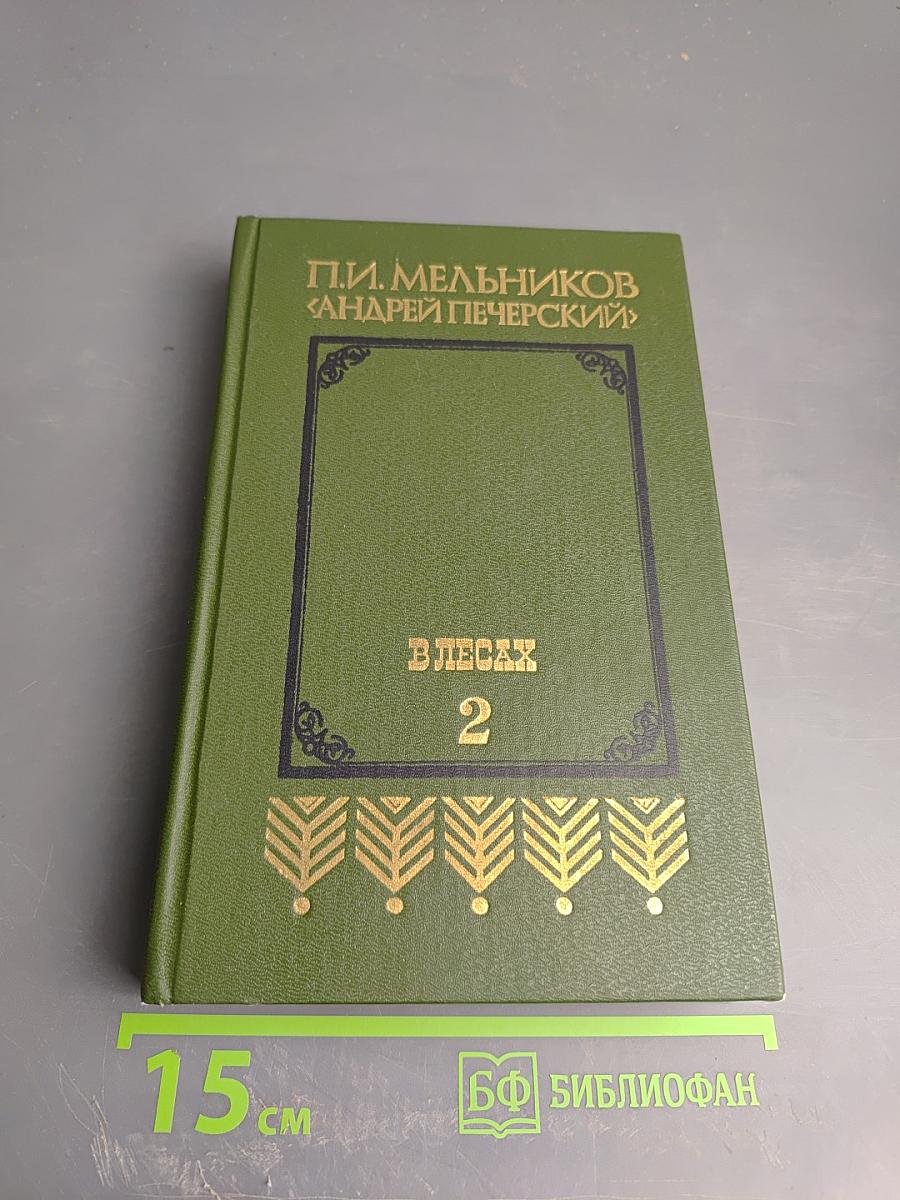 П.И. МЕЛЬНИКОВ
‹АНДРЕЙ ПЕЧЕРСКИЙ›
В ЛЕСАХ
2
15 см
БФ БИБЛИОФАН